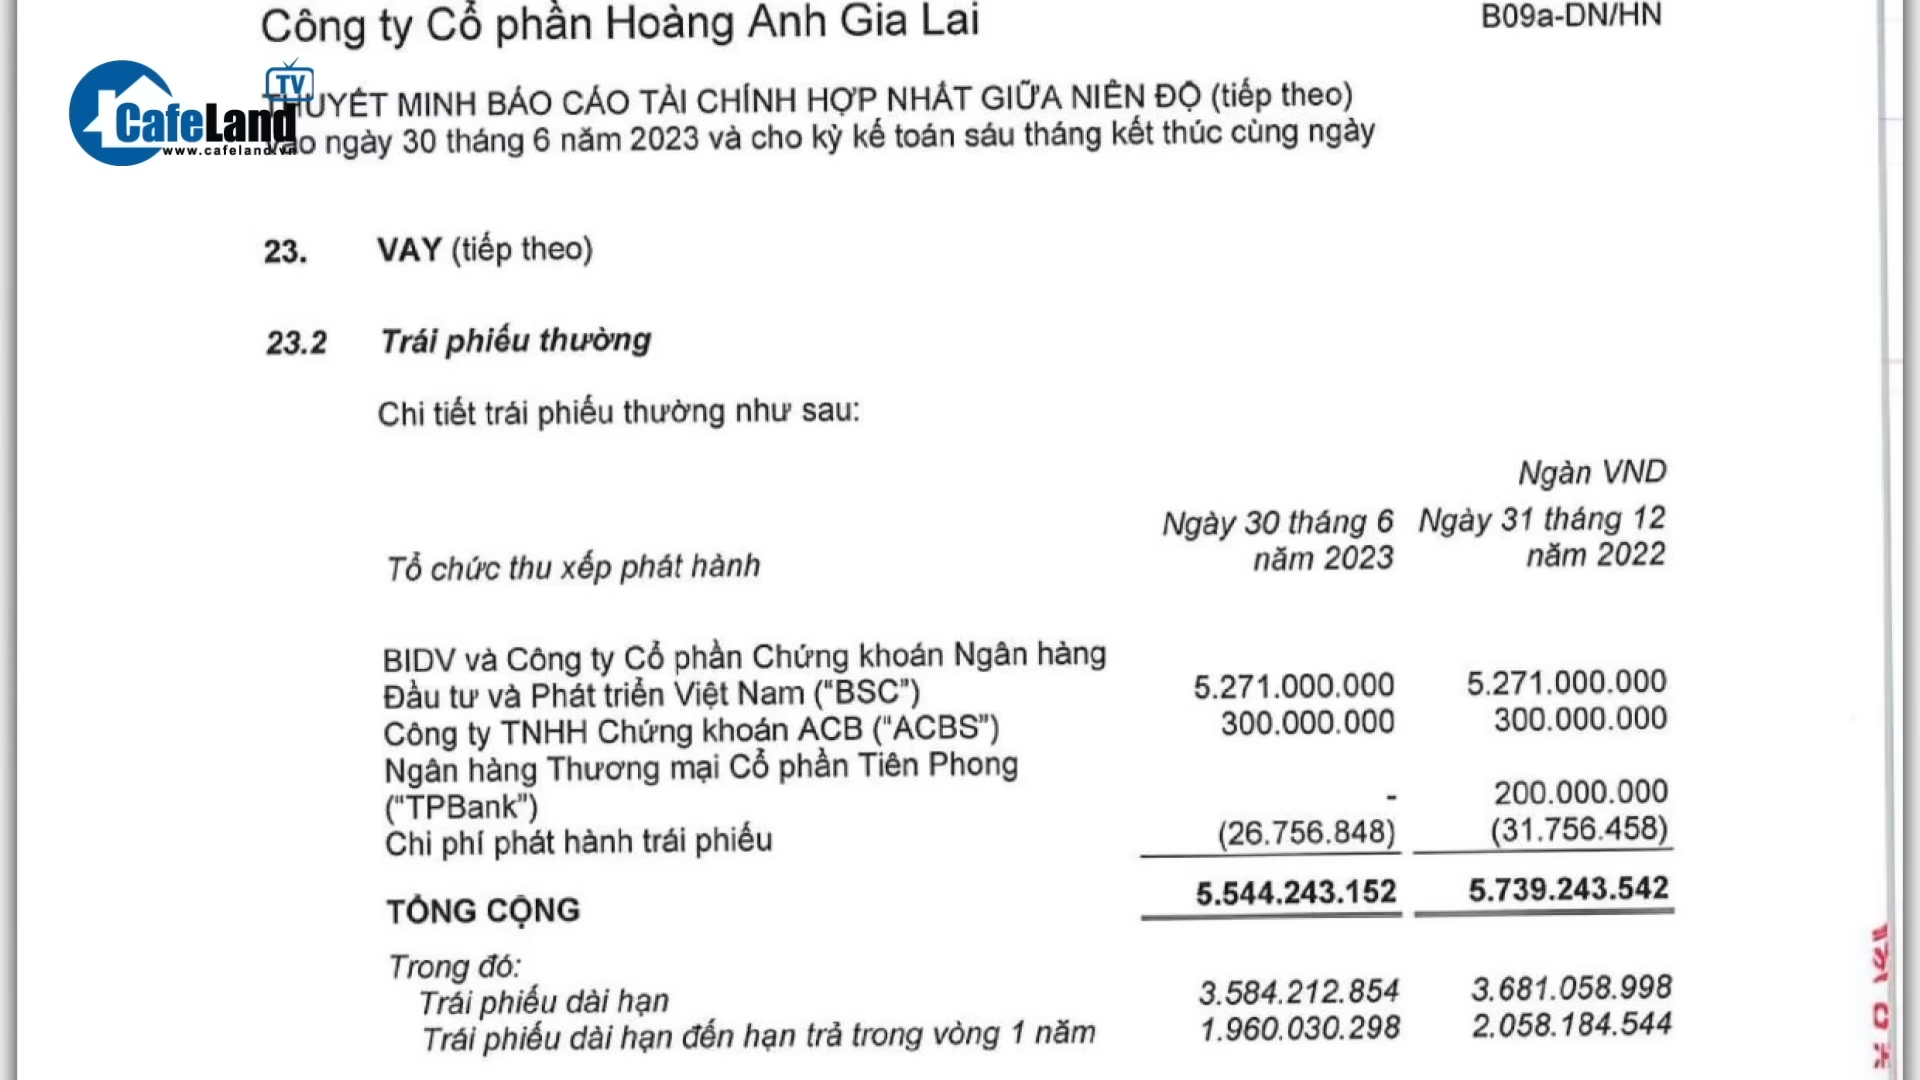 Công ty Cổ phần Hoàng Anh Gia Lai
B09a-DN/HN
TV
CafeLand
www.cafeland.vn
THUYẾT MINH BÁO CÁO TÀI CHÍNH HỢP NHẤT GIỮA NIÊN ĐỘ (tiếp theo)
vào ngày 30 tháng 6 năm 2023 và cho kỳ kế toán sáu tháng kết thúc cùng ngày
23. VAY (tiếp theo)
23.2 Trái phiếu thường
Chi tiết trái phiếu thường như sau:
Ngàn VND
Ngày 30 tháng 6 Ngày 31 tháng 12
Tổ chức thu xếp phát hành năm 2023 năm 2022
BIDV và Công ty Cổ phần Chứng khoán Ngân hàng
Đầu tư và Phát triển Việt Nam (“BSC”) 5.271.000.000 5.271.000.000
Công ty TNHH Chứng khoán ACB (“ACBS”) 300.000.000 300.000.000
Ngân hàng Thương mại Cổ phần Tiên Phong
(“TPBank”) - 200.000.000
Chi phí phát hành trái phiếu (26.756.848) (31.756.458)
TỔNG CỘNG 5.544.243.152 5.739.243.542
Trong đó:
Trái phiếu dài hạn 3.584.212.854 3.681.058.998
Trái phiếu dài hạn đến hạn trả trong vòng 1 năm 1.960.030.298 2.058.184.544